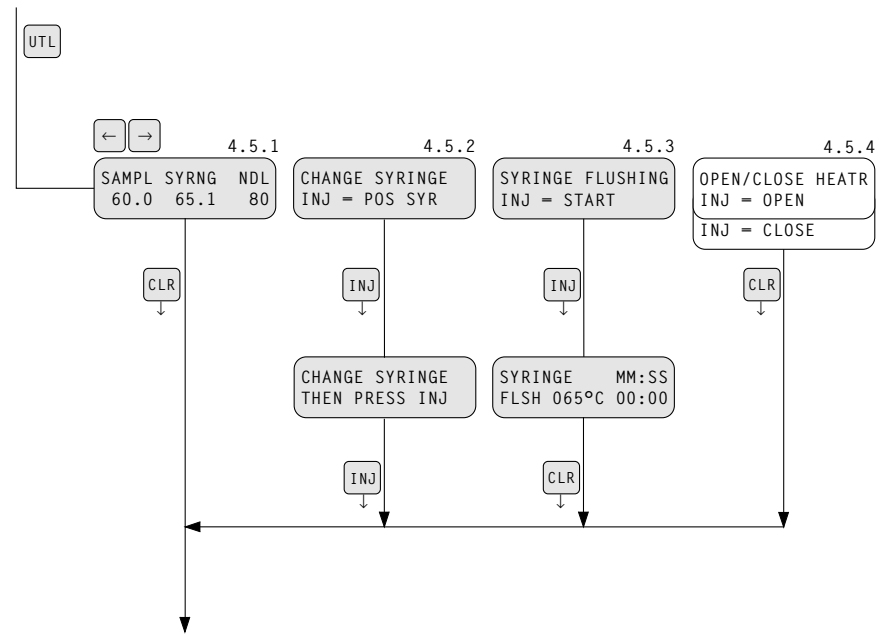 UTL
← →
4.5.1
SAMPL SYRNG NDL
60.0 65.1 80
CLR
↓
4.5.2
CHANGE SYRINGE
INJ = POS SYR
INJ
↓
CHANGE SYRINGE
THEN PRESS INJ
INJ
↓
4.5.3
SYRINGE FLUSHING
INJ = START
INJ
↓
SYRINGE MM:SS
FLSH 065ºC 00:00
CLR
↓
4.5.4
OPEN/CLOSE HEATR
INJ = OPEN
INJ = CLOSE
CLR
↓